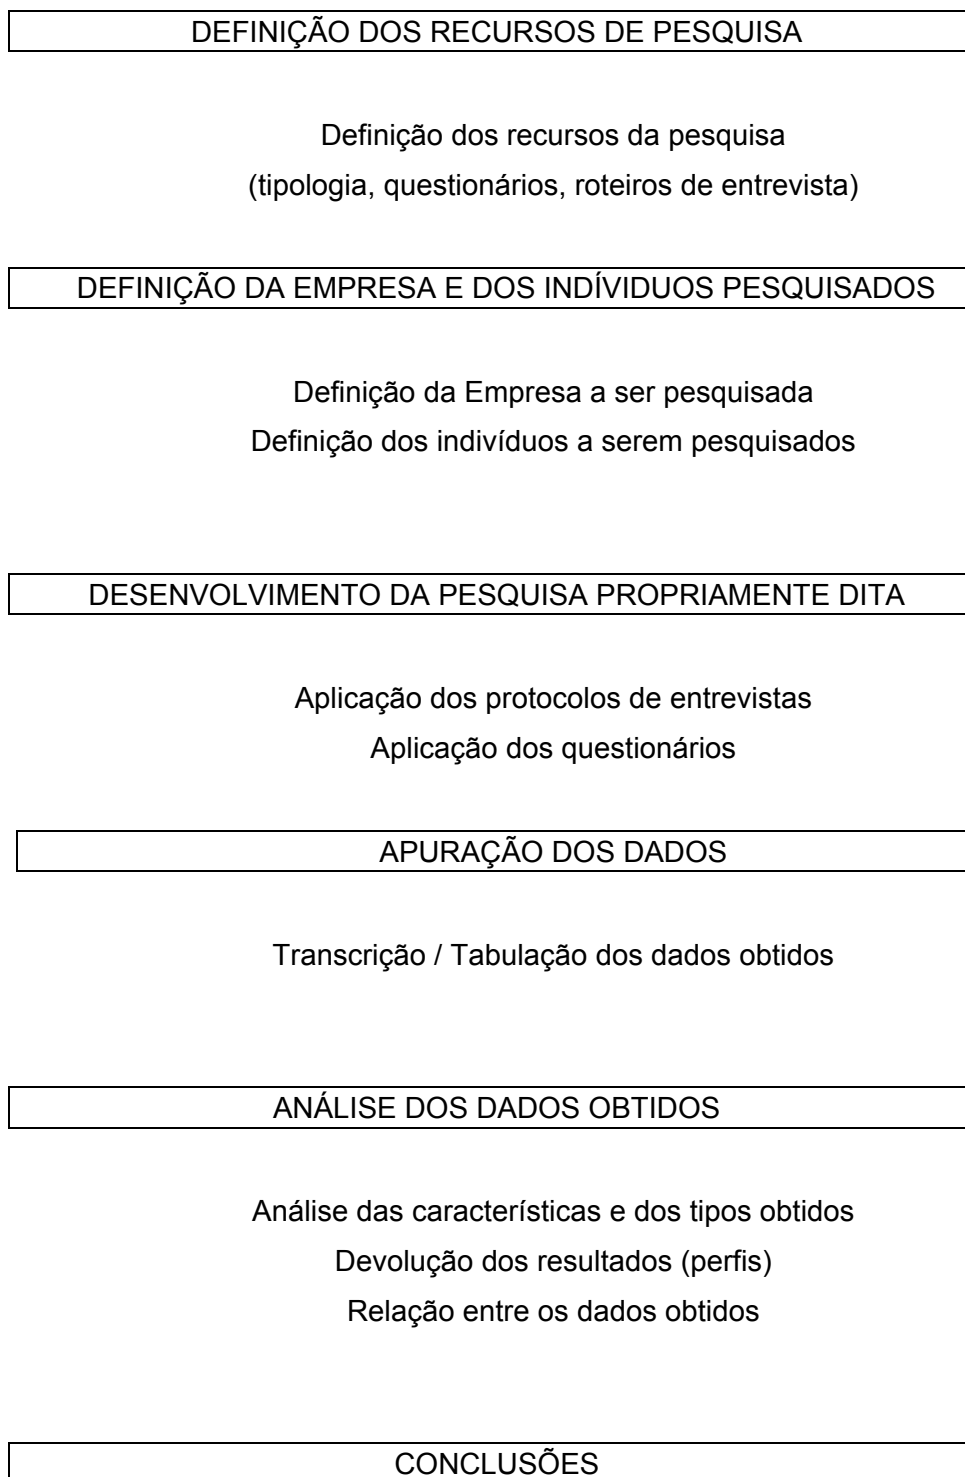 DEFINIÇÃO DOS RECURSOS DE PESQUISA
Definição dos recursos da pesquisa
(tipologia, questionários, roteiros de entrevista)
DEFINIÇÃO DA EMPRESA E DOS INDÍVIDUOS PESQUISADOS
Definição da Empresa a ser pesquisada
Definição dos indivíduos a serem pesquisados
DESENVOLVIMENTO DA PESQUISA PROPRIAMENTE DITA
Aplicação dos protocolos de entrevistas
Aplicação dos questionários
APURAÇÃO DOS DADOS
Transcrição / Tabulação dos dados obtidos
ANÁLISE DOS DADOS OBTIDOS
Análise das características e dos tipos obtidos
Devolução dos resultados (perfis)
Relação entre os dados obtidos
CONCLUSÕES